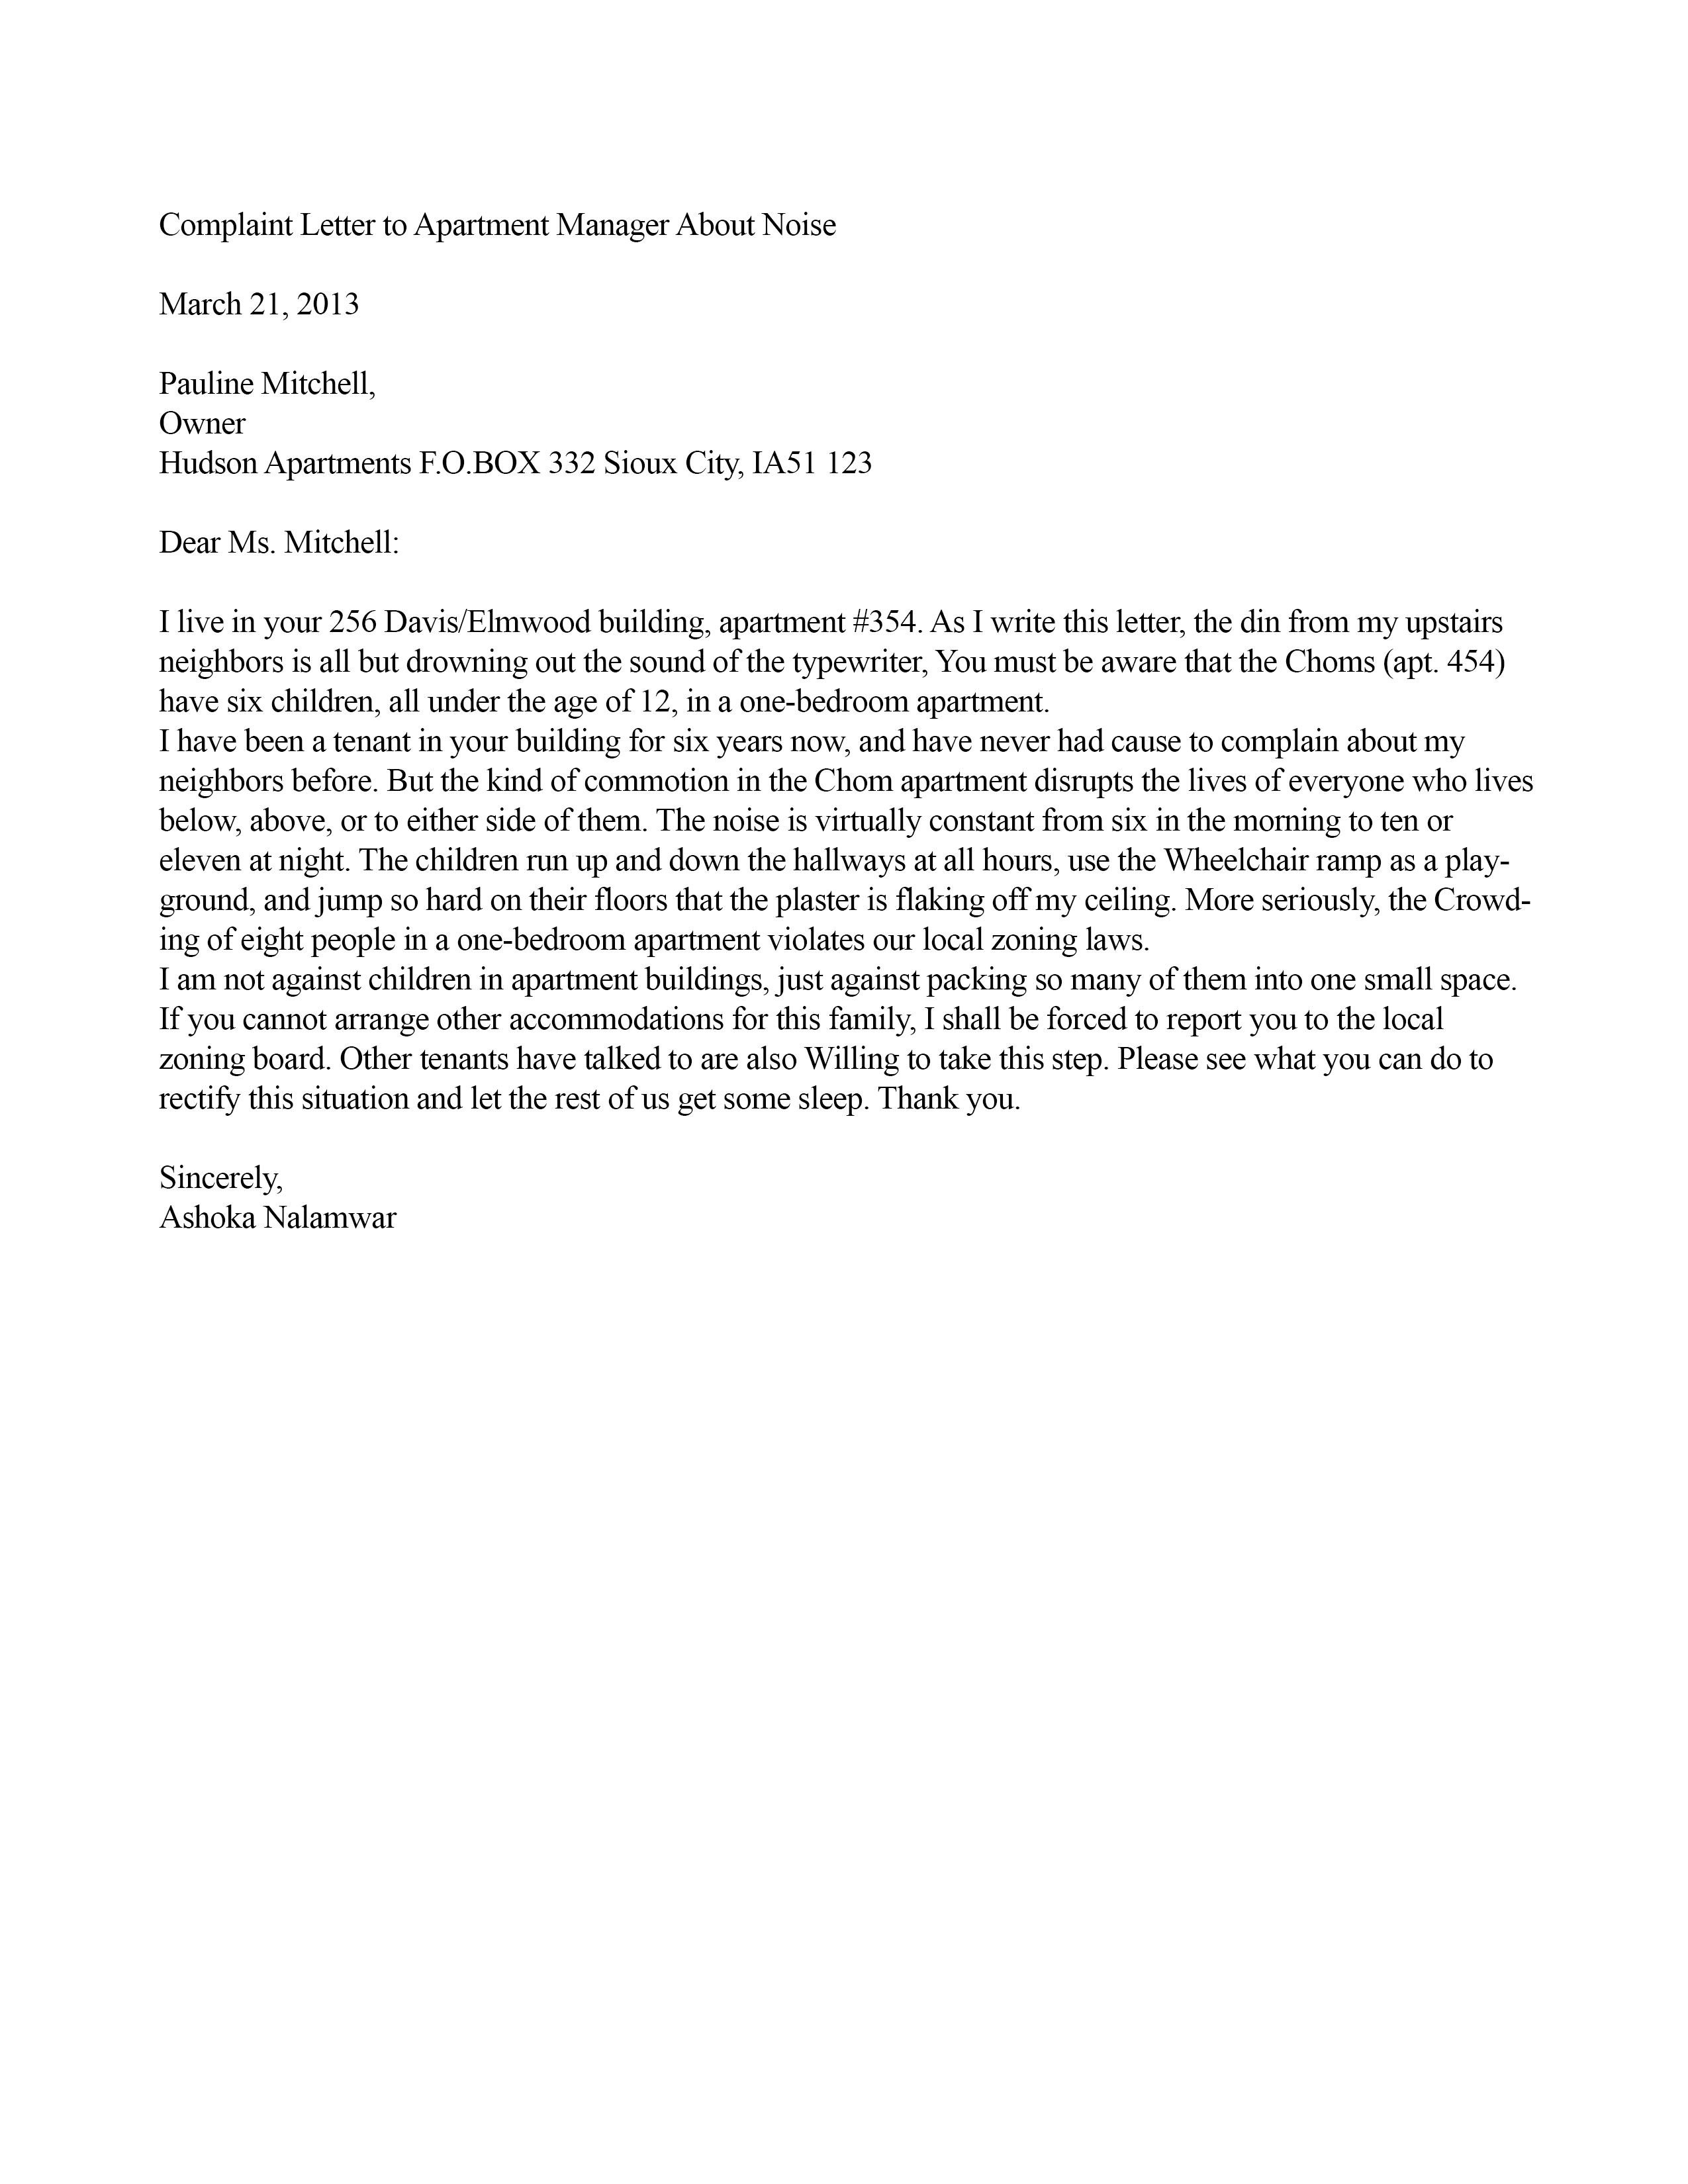 Complaint Letter to Apartment Manager About Noise
March 21, 2013
Pauline Mitchell,
Owner
Hudson Apartments F.O.BOX 332 Sioux City, IA51 123
Dear Ms. Mitchell:
I live in your 256 Davis/Elmwood building, apartment #354. As I write this letter, the din from my upstairs
neighbors is all but drowning out the sound of the typewriter, You must be aware that the Choms (apt. 454)
have six children, all under the age of 12, in a one-bedroom apartment.
I have been a tenant in your building for six years now, and have never had cause to complain about my
neighbors before. But the kind of commotion in the Chom apartment disrupts the lives of everyone who lives
below, above, or to either side of them. The noise is virtually constant from six in the morning to ten or
eleven at night. The children run up and down the hallways at all hours, use the Wheelchair ramp as a play-
ground, and jump so hard on their floors that the plaster is flaking off my ceiling. More seriously, the Crowd-
ing of eight people in a one-bedroom apartment violates our local zoning laws.
I am not against children in apartment buildings, just against packing so many of them into one small space.
If you cannot arrange other accommodations for this family, I shall be forced to report you to the local
zoning board. Other tenants have talked to are also Willing to take this step. Please see what you can do to
rectify this situation and let the rest of us get some sleep. Thank you.
Sincerely,
Ashoka Nalamwar